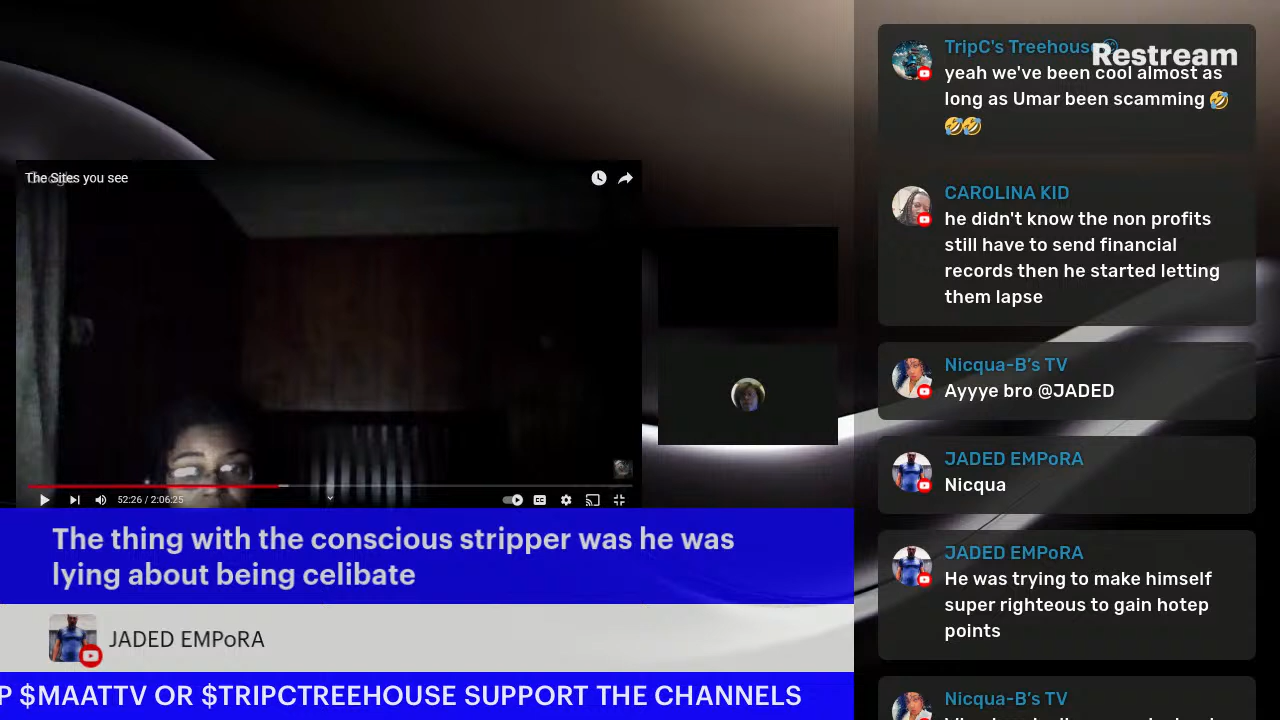 The Sites you see
52:26 / 2:06:25
CC
The thing with the conscious stripper was he was
lying about being celibate
JADED EMPoRA
P $MAATTV OR $TRIPCTREEHOUSE SUPPORT THE CHANNELS
Restream
TripC's Treehouse
yeah we've been cool almost as
long as Umar been scamming 🤣
🤣🤣
CAROLINA KID
he didn't know the non profits
still have to send financial
records then he started letting
them lapse
Nicqua-B’s TV
Ayyye bro @JADED
JADED EMPoRA
Nicqua
JADED EMPoRA
He was trying to make himself
super righteous to gain hotep
points
Nicqua-B’s TV